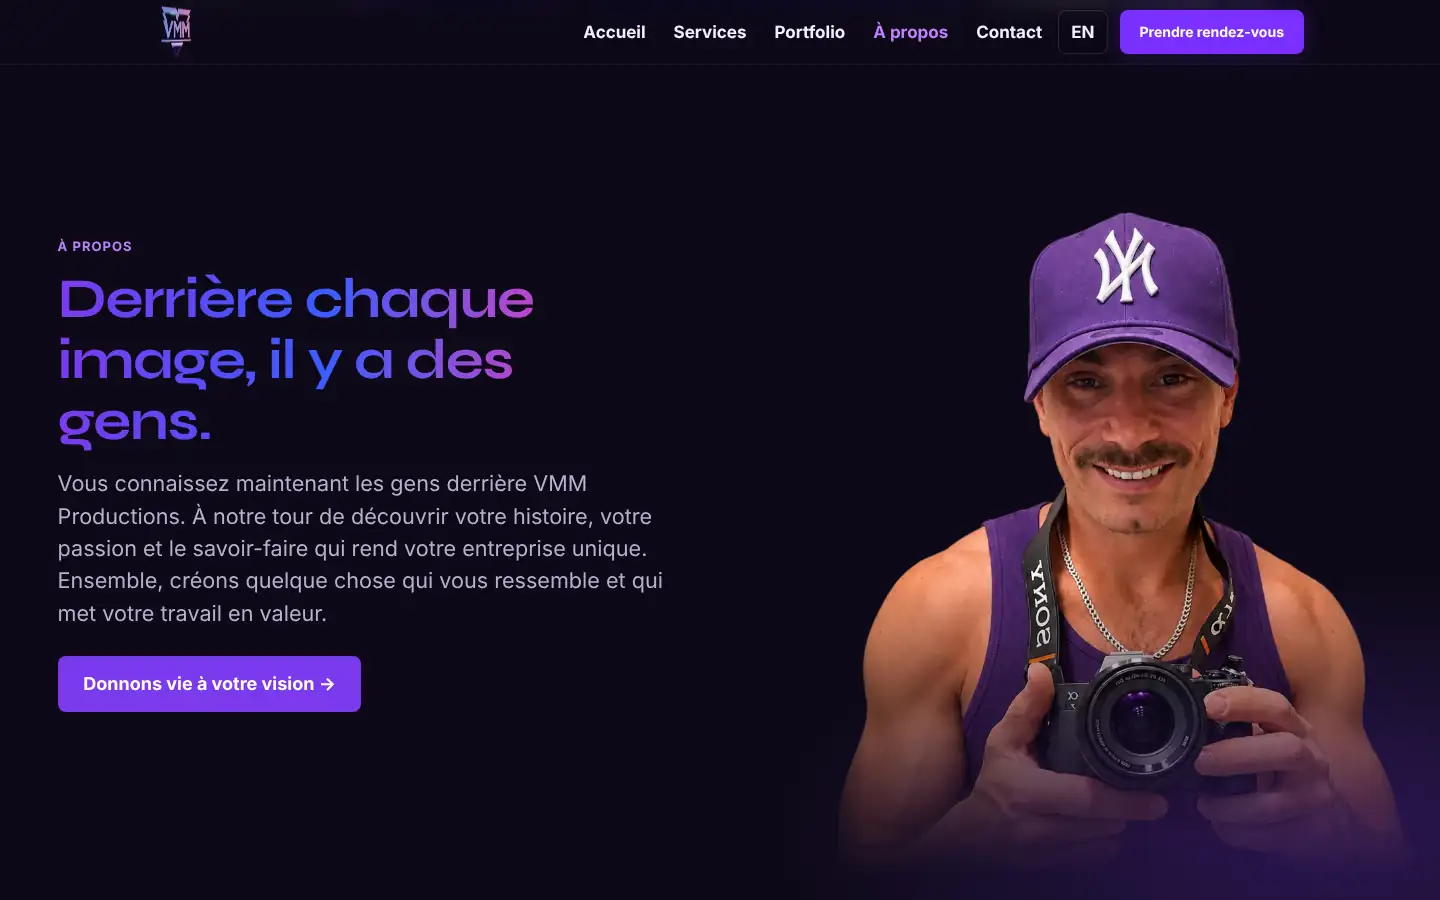 VMM
Accueil
Services
Portfolio
À propos
Contact
EN
Prendre rendez-vous
À PROPOS
Derrière chaque
image, il y a des
gens.
Vous connaissez maintenant les gens derrière VMM
Productions. À notre tour de découvrir votre histoire, votre
passion et le savoir-faire qui rend votre entreprise unique.
Ensemble, créons quelque chose qui vous ressemble et qui
met votre travail en valeur.
Donnons vie à votre vision →
NY
SONY